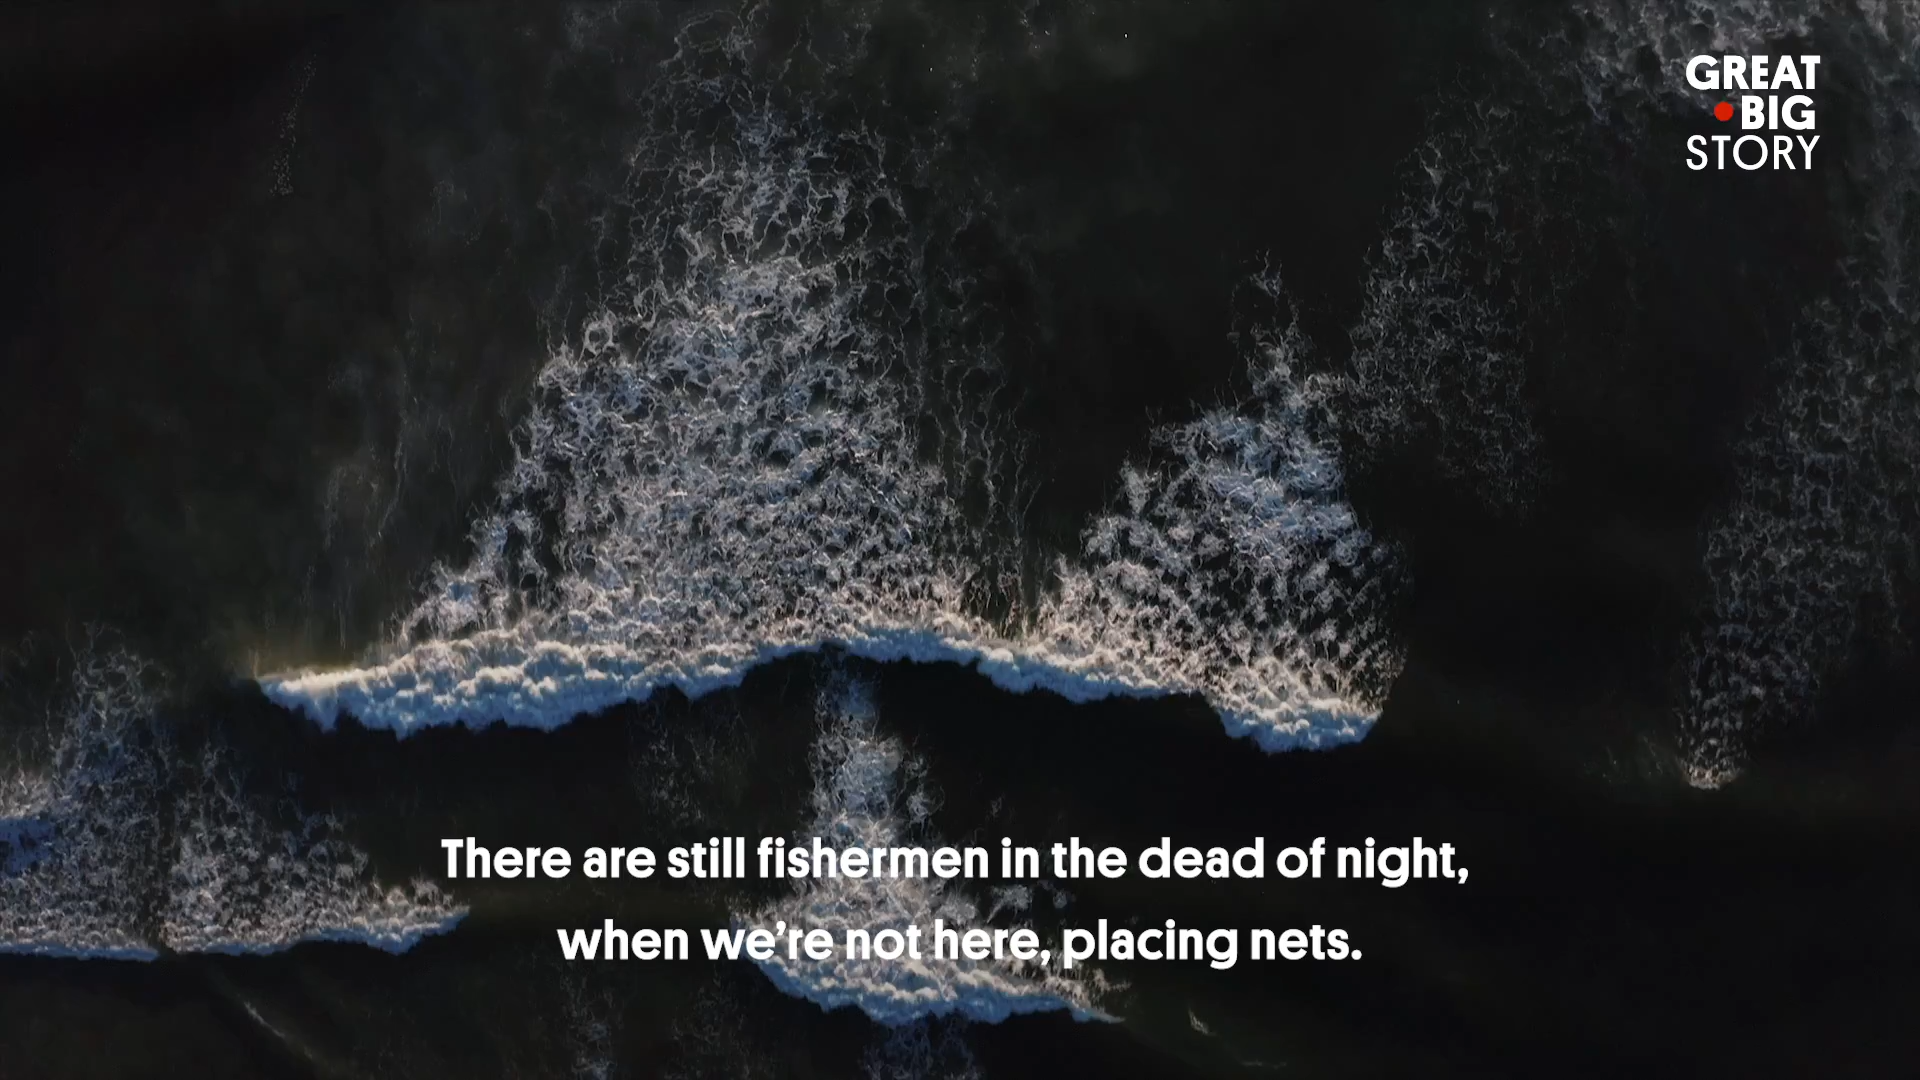 GREAT
BIG
STORY
There are still fishermen in the dead of night,
when we're not here, placing nets.